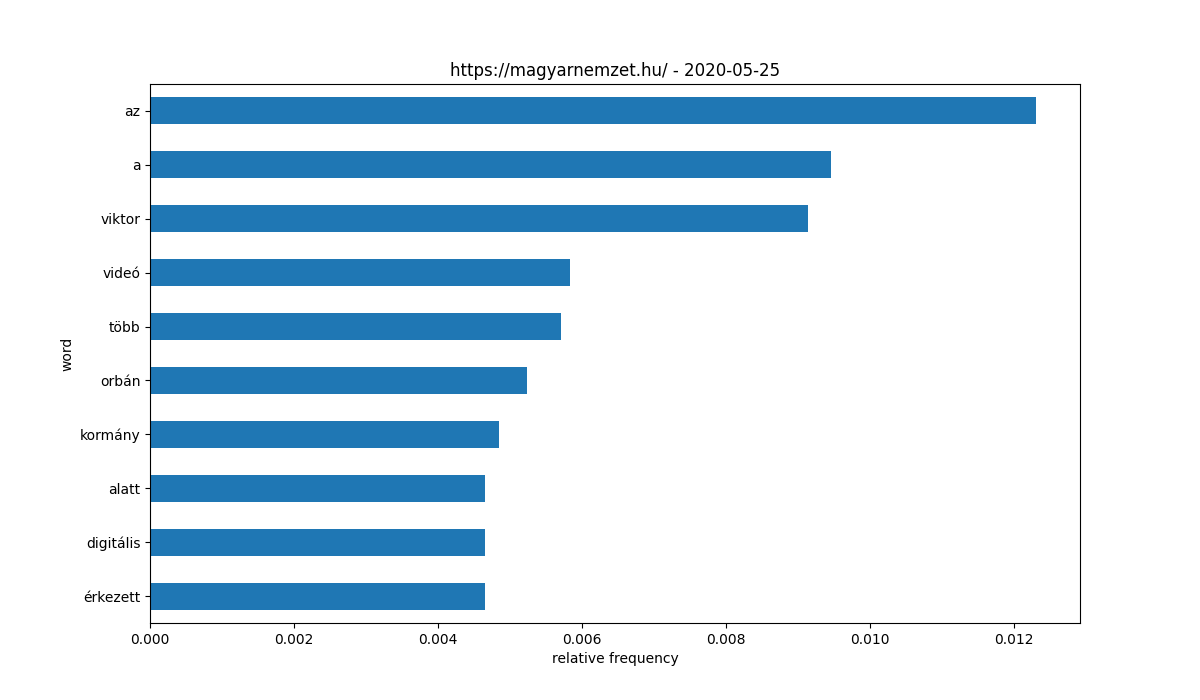 https://magyarnemzet.hu/ - 2020-05-25
az
a
viktor
videó
több
orbán
kormány
alatt
digitális
érkezett
word
0.000 0.002 0.004 0.006 0.008 0.010 0.012
relative frequency